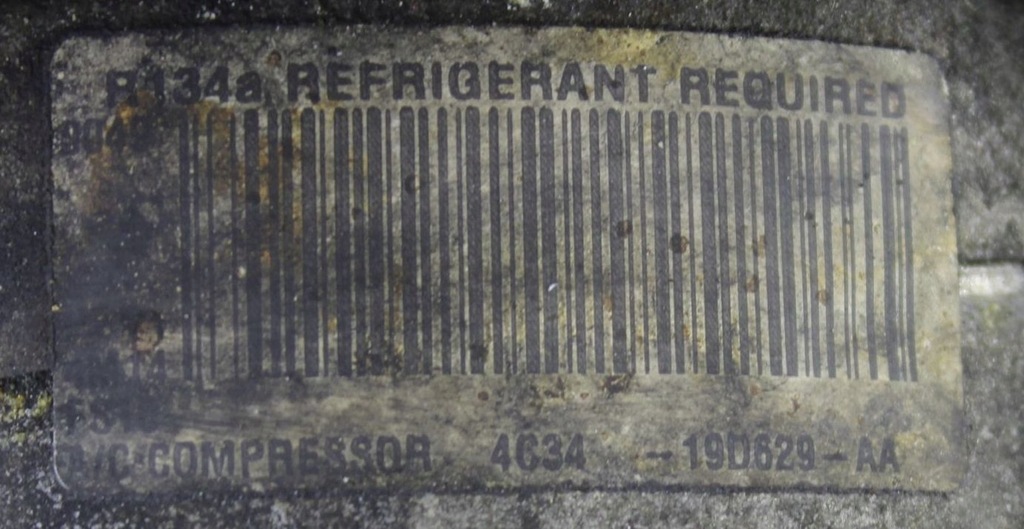 R134a REFRIGERANT REQUIRED
A/C COMPRESSOR 4C34 - 19D629 - AA